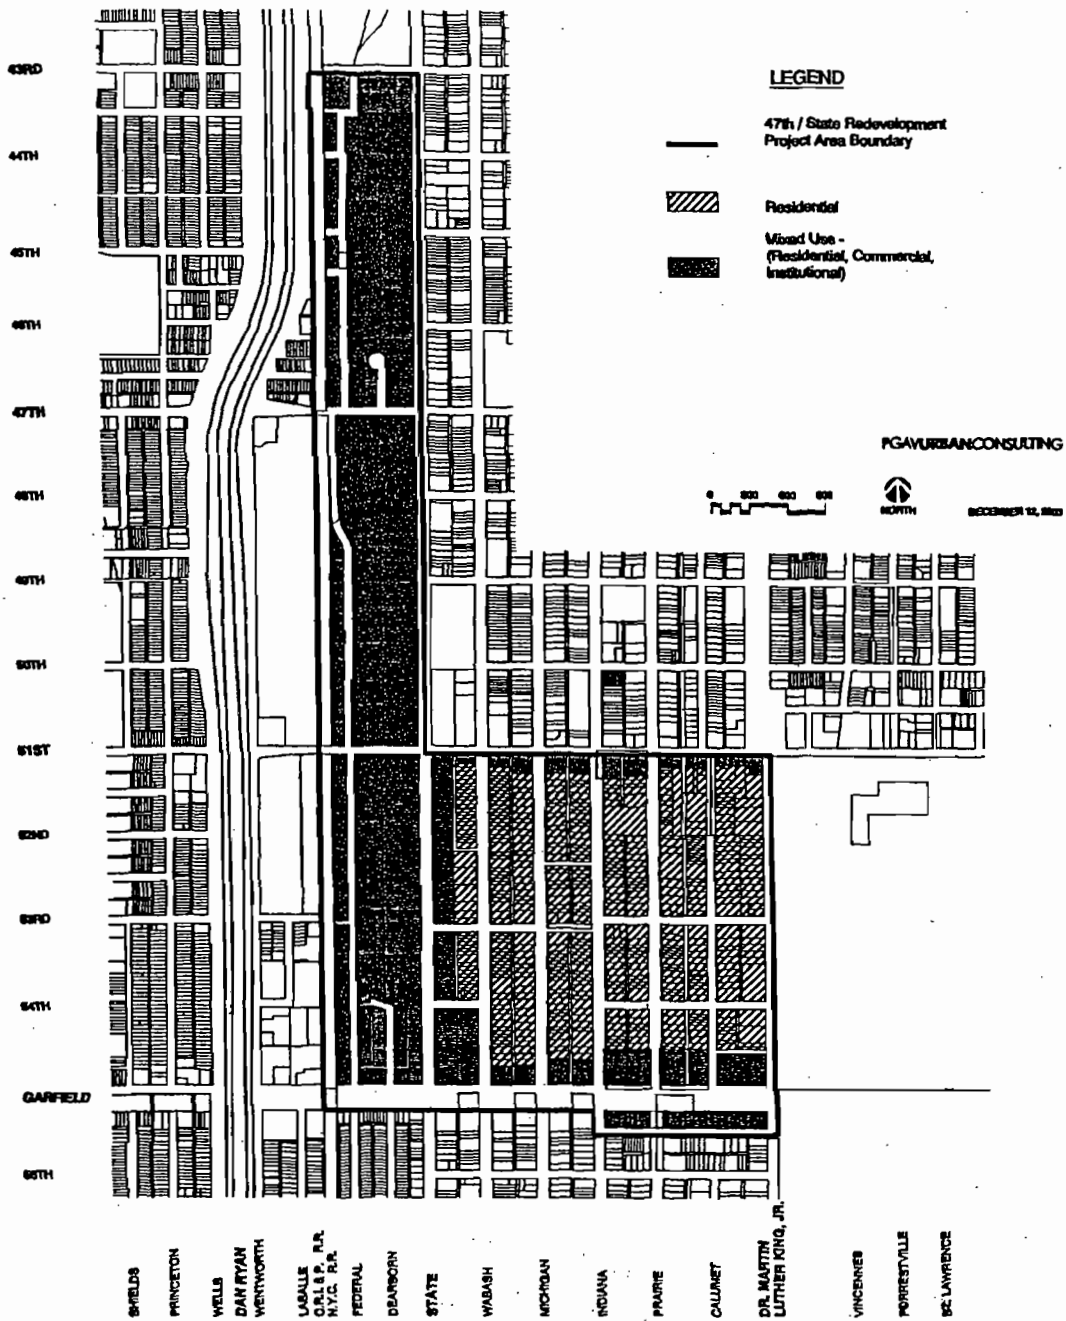 LEGEND
47th / State Redevelopment
Project Area Boundary
Residential
Mixed Use -
(Residential, Commercial,
Institutional)
PGAVURBANCONSULTING
NORTH
43RD
44TH
45TH
46TH
47TH
48TH
49TH
50TH
51ST
52ND
53RD
54TH
GARFIELD
55TH
SHIELDS
PRINCETON
WELLS
DAN RYAN
WENTWORTH
LASALLE
C.R.I. & P. R.R.
N.Y.C. R.R.
FEDERAL
DEARBORN
STATE
WABASH
MICHIGAN
INDIANA
PRAIRIE
CALUMET
DR. MARTIN
LUTHER KING, JR.
VINCENNES
FORRESTVILLE
ST. LAWRENCE